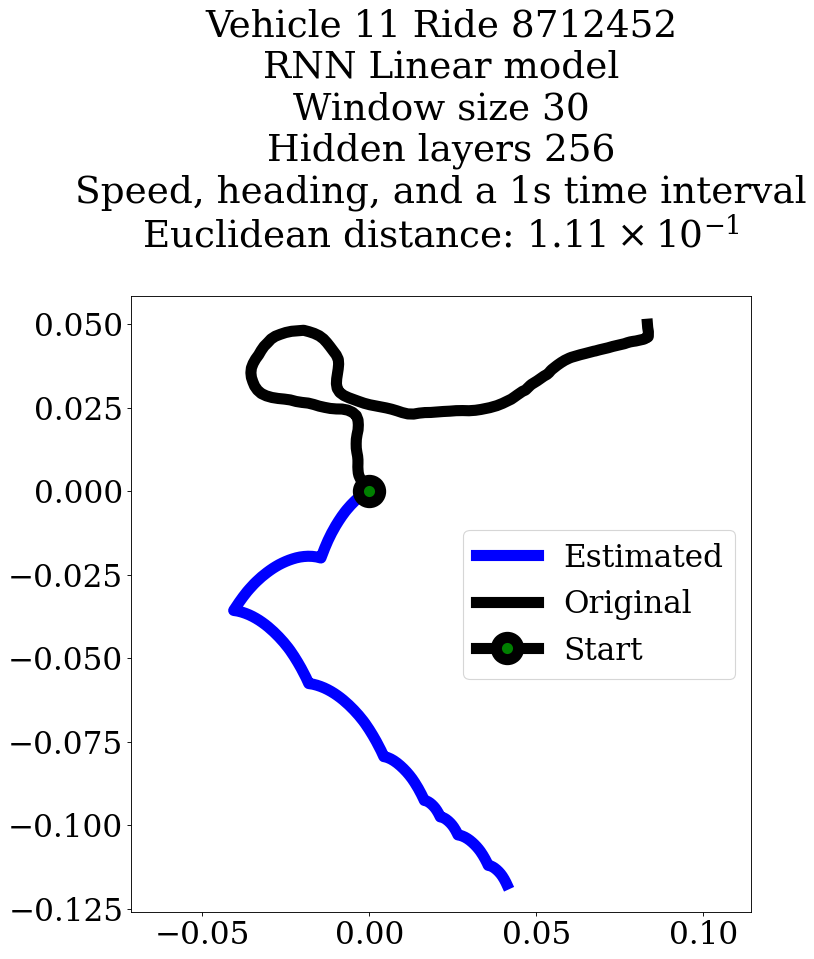 Vehicle 11 Ride 8712452
RNN Linear model
Window size 30
Hidden layers 256
Speed, heading, and a 1s time interval
Euclidean distance: 1.11 × 10⁻¹
0.050
0.025
0.000
−0.025
−0.050
−0.075
−0.100
−0.125
Estimated
Original
Start
−0.05 0.00 0.05 0.10